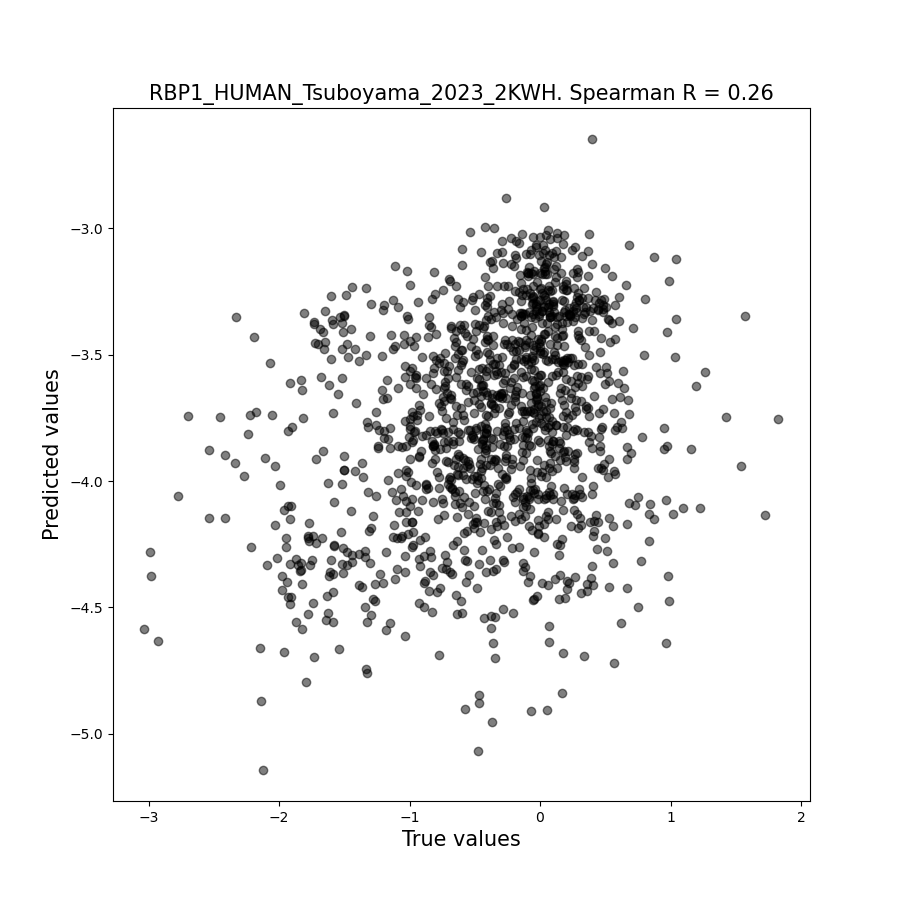 RBP1_HUMAN_Tsuboyama_2023_2KWH. Spearman R = 0.26
Predicted values
−3.0
−3.5
−4.0
−4.5
−5.0
−3 −2 −1 0 1 2
True values